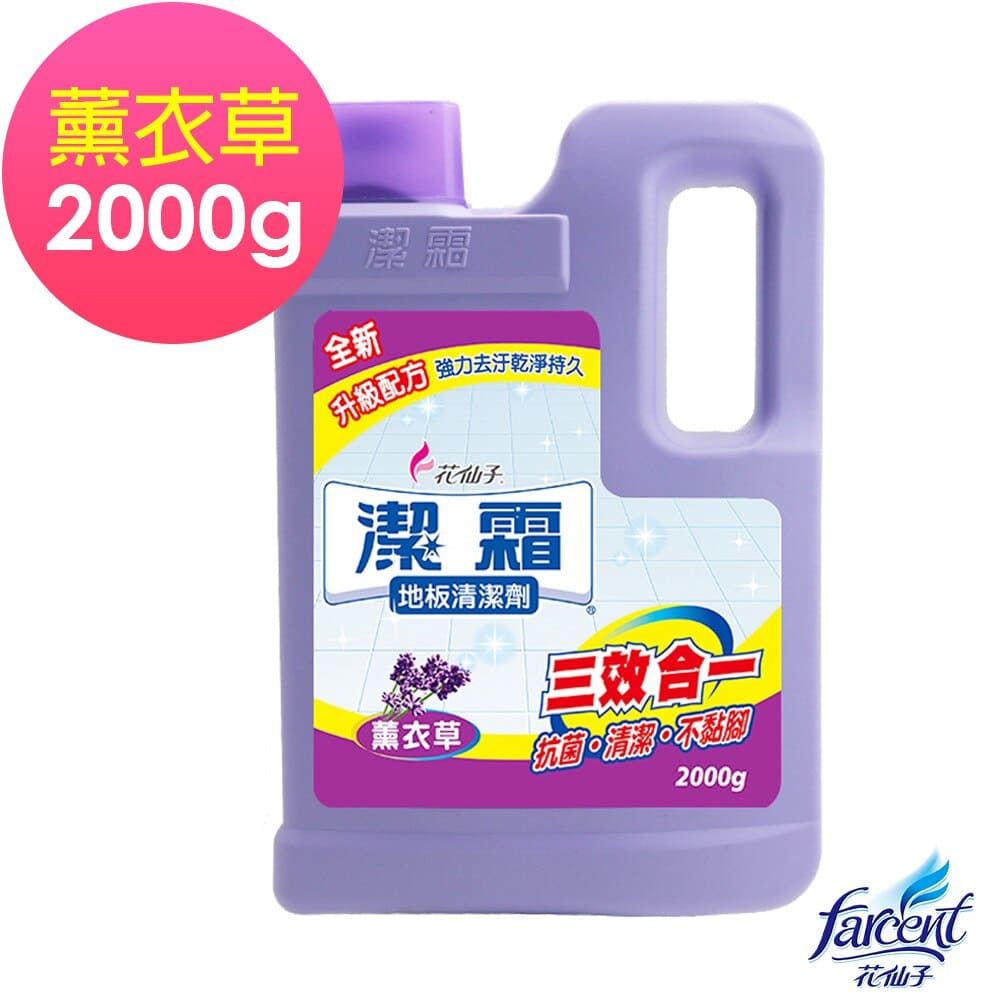 薰衣草
2000g
潔霜
全新
升級配方
強力去汙乾淨持久
花仙子
潔霜
地板清潔劑
®
薰衣草
三效合一
抗菌・清潔・不黏腳
2000g
farcent
花仙子